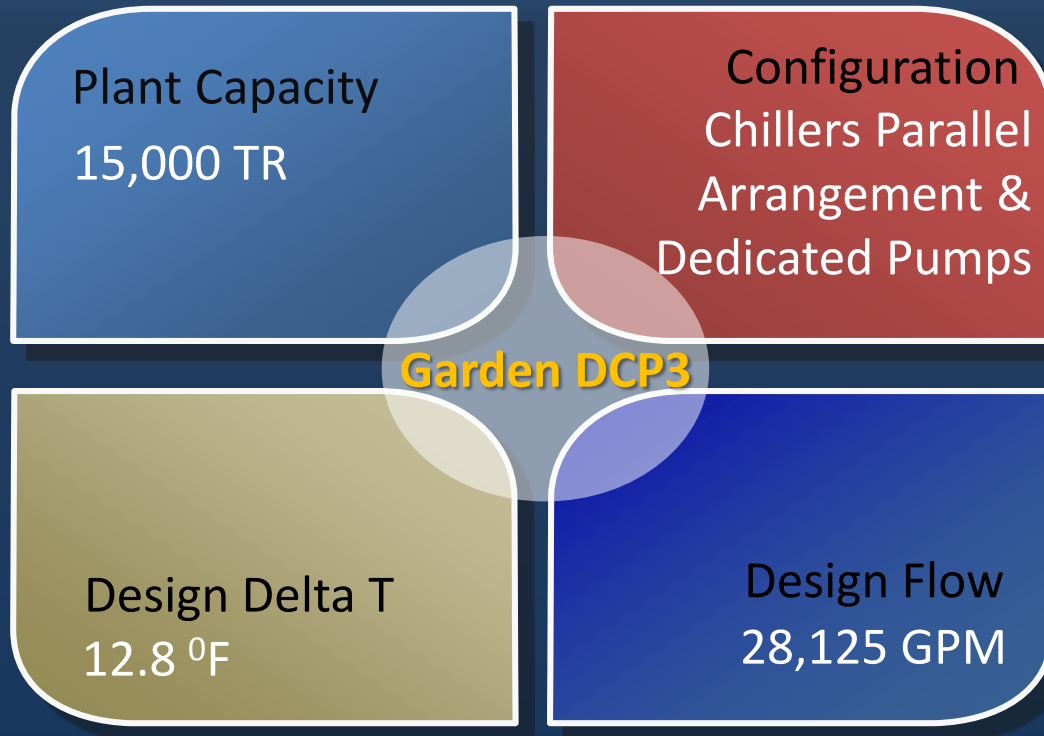 Plant Capacity
15,000 TR
Configuration
Chillers Parallel
Arrangement &
Dedicated Pumps
Garden DCP3
Design Delta T
12.8 ⁰F
Design Flow
28,125 GPM